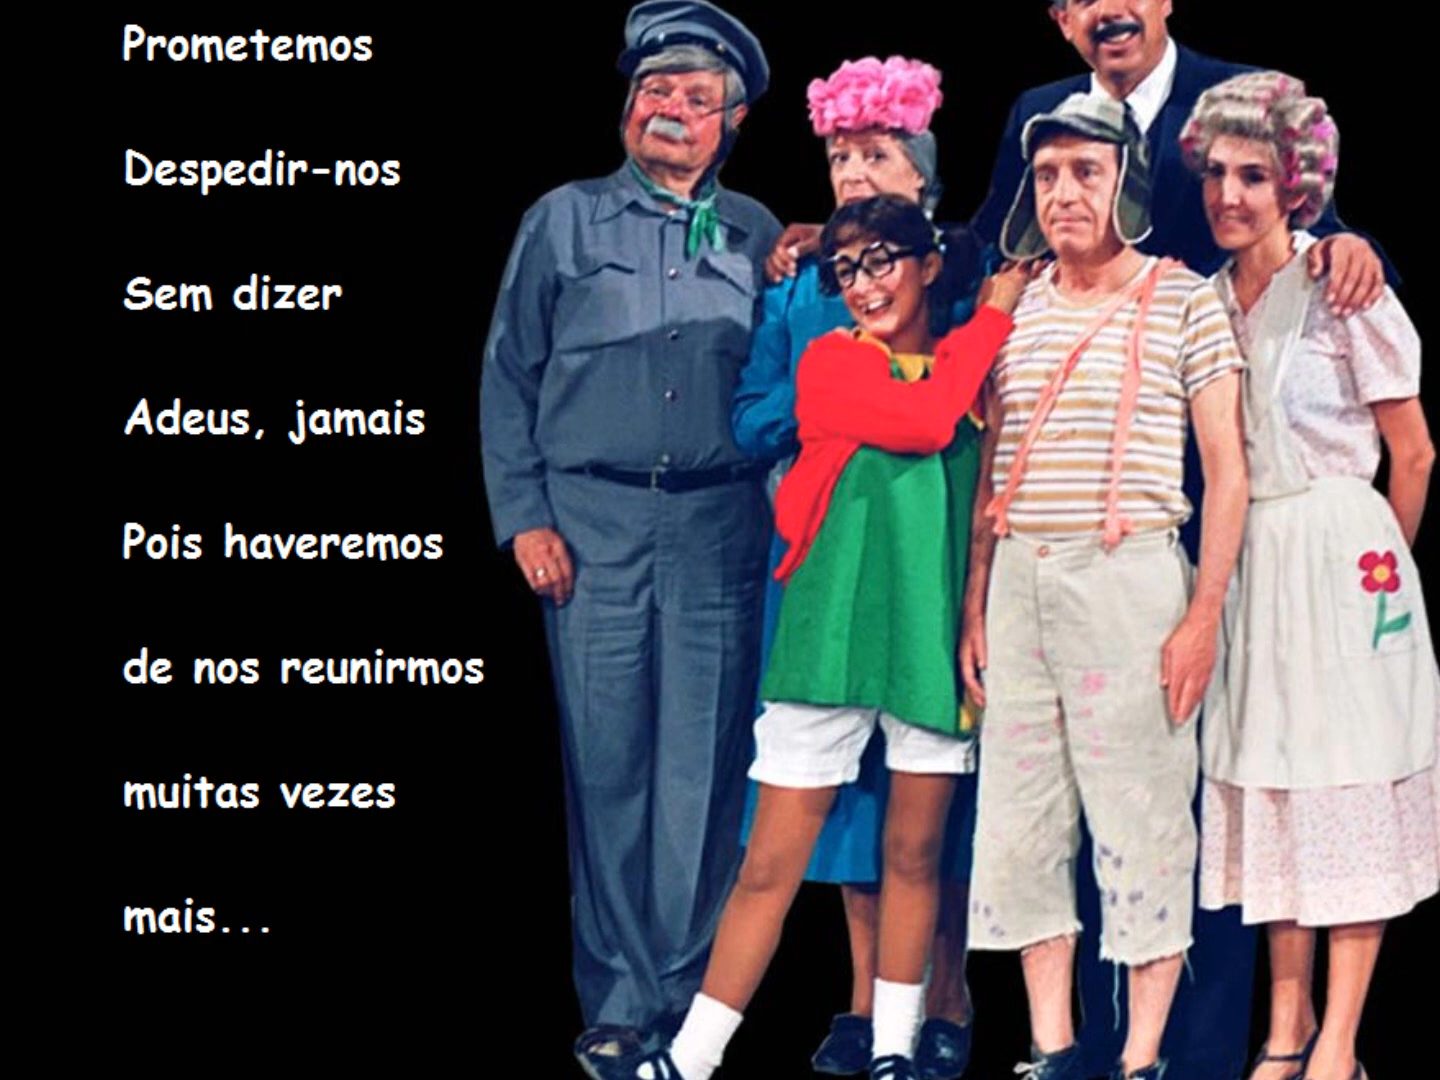 Prometemos
Despedir-nos
Sem dizer
Adeus, jamais
Pois haveremos
de nos reunirmos
muitas vezes
mais...